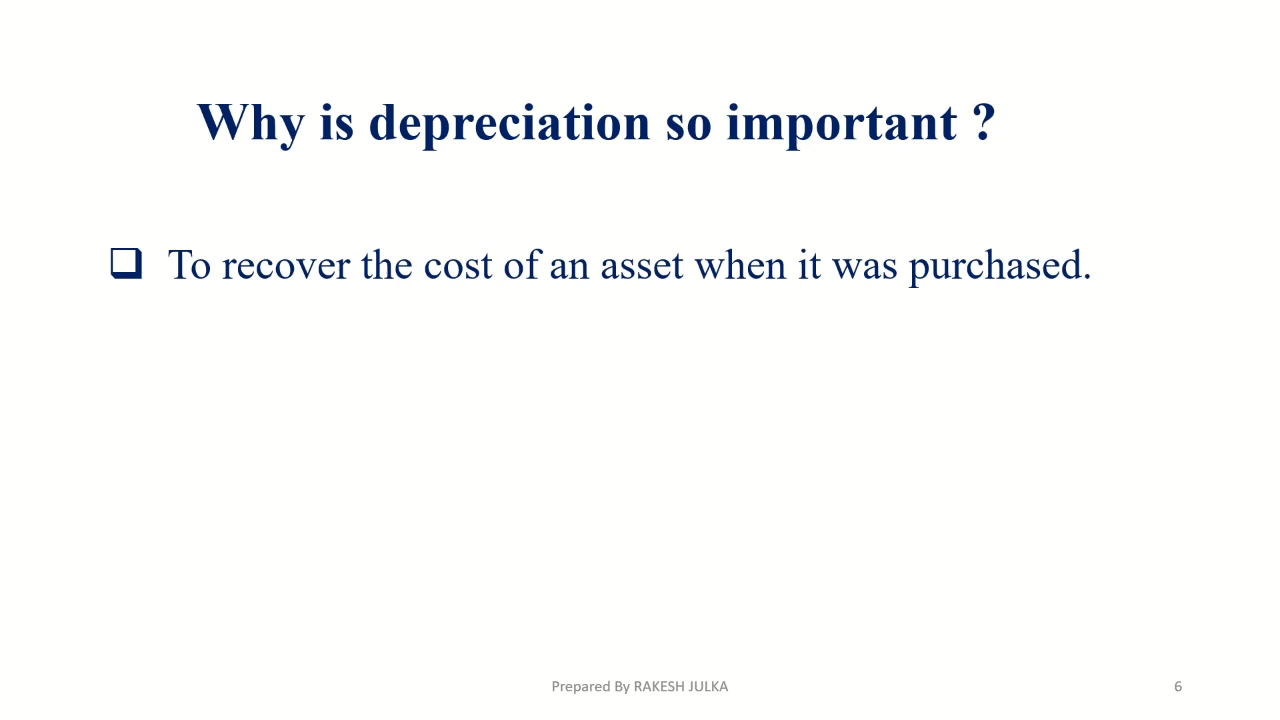 Why is depreciation so important ?
❑ To recover the cost of an asset when it was purchased.
Prepared By RAKESH JULKA
6